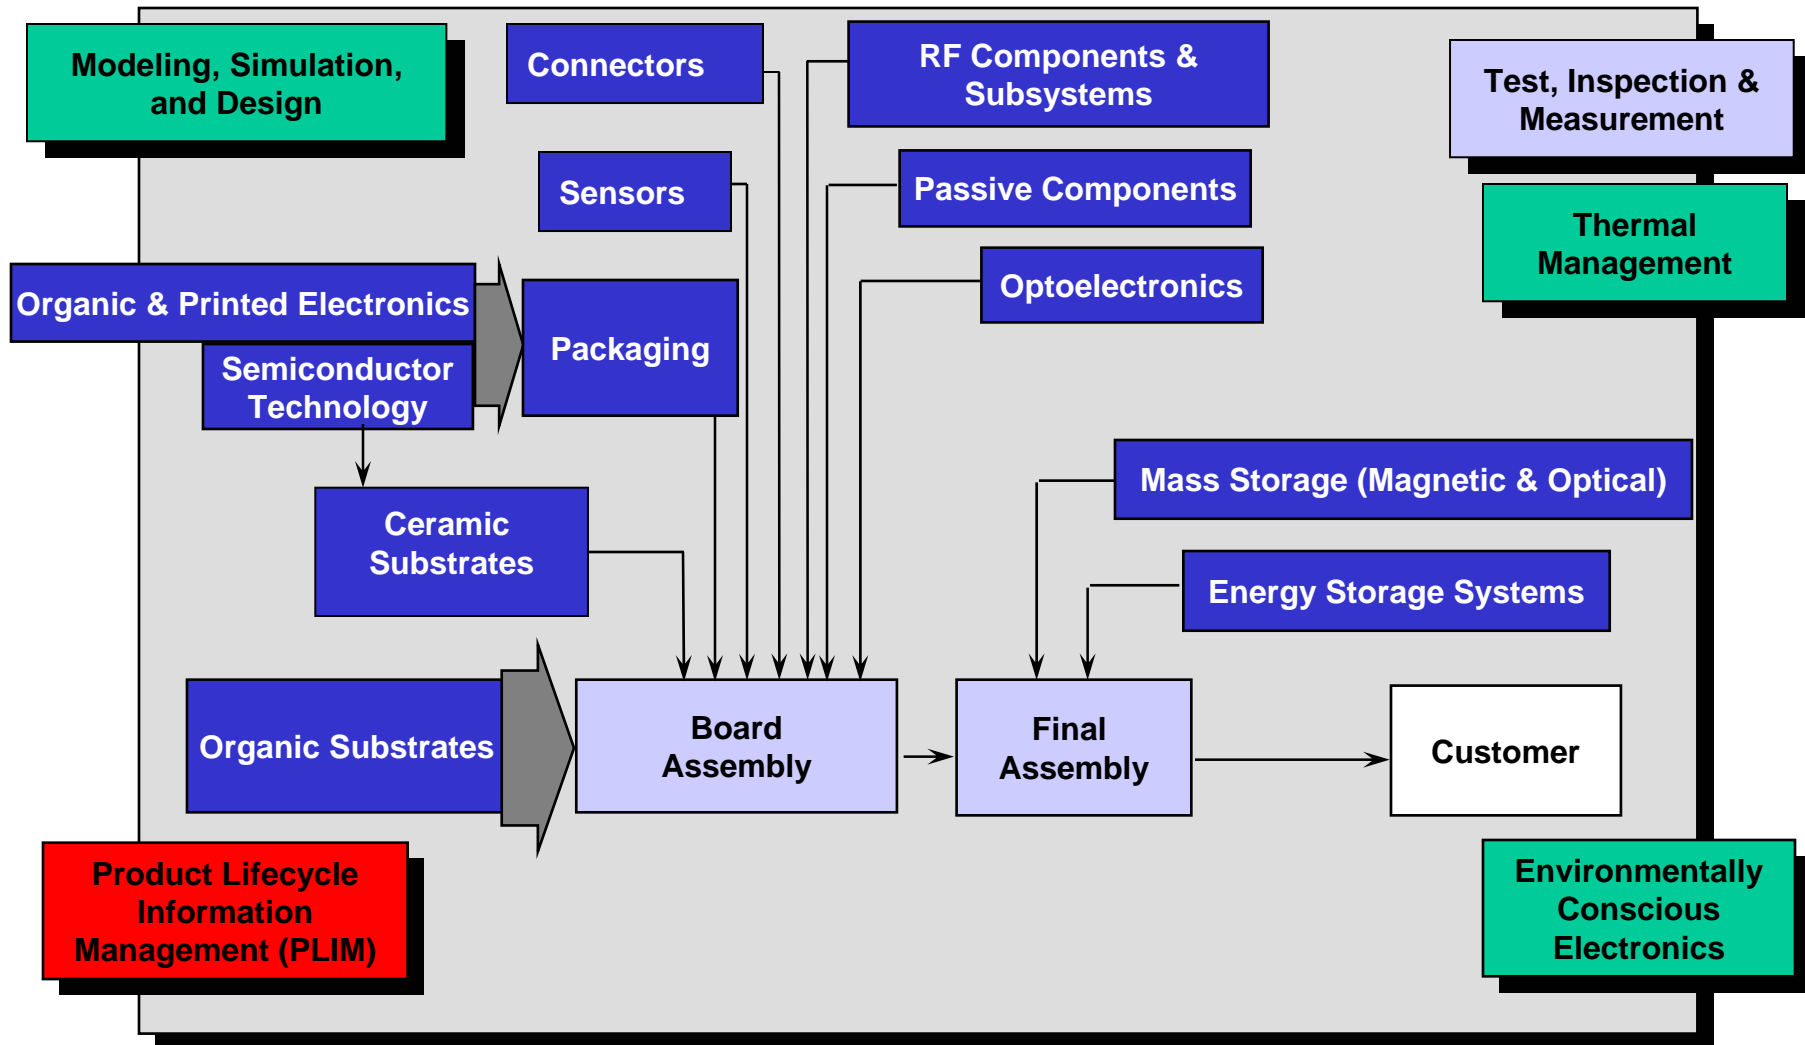 Modeling, Simulation,
and Design
Connectors
RF Components &
Subsystems
Test, Inspection &
Measurement
Sensors
Passive Components
Thermal
Management
Organic & Printed Electronics
Optoelectronics
Packaging
Semiconductor
Technology
Mass Storage (Magnetic & Optical)
Ceramic
Substrates
Energy Storage Systems
Organic Substrates
Board
Assembly
Final
Assembly
Customer
Product Lifecycle
Information
Management (PLIM)
Environmentally
Conscious
Electronics